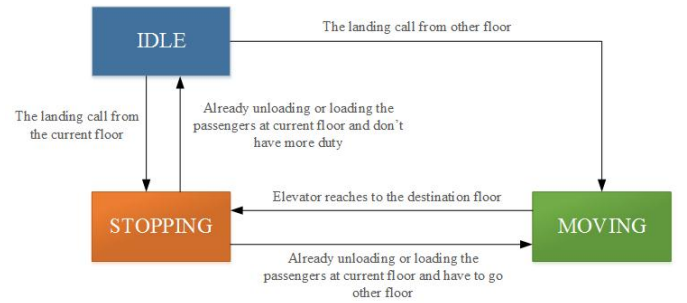 IDLE
The landing call from other floor
The landing call from
the current floor
Already unloading or loading the
passengers at current floor and don`t
have more duty
STOPPING
Elevator reaches to the destination floor
MOVING
Already unloading or loading the
passengers at current floor and have to go
other floor